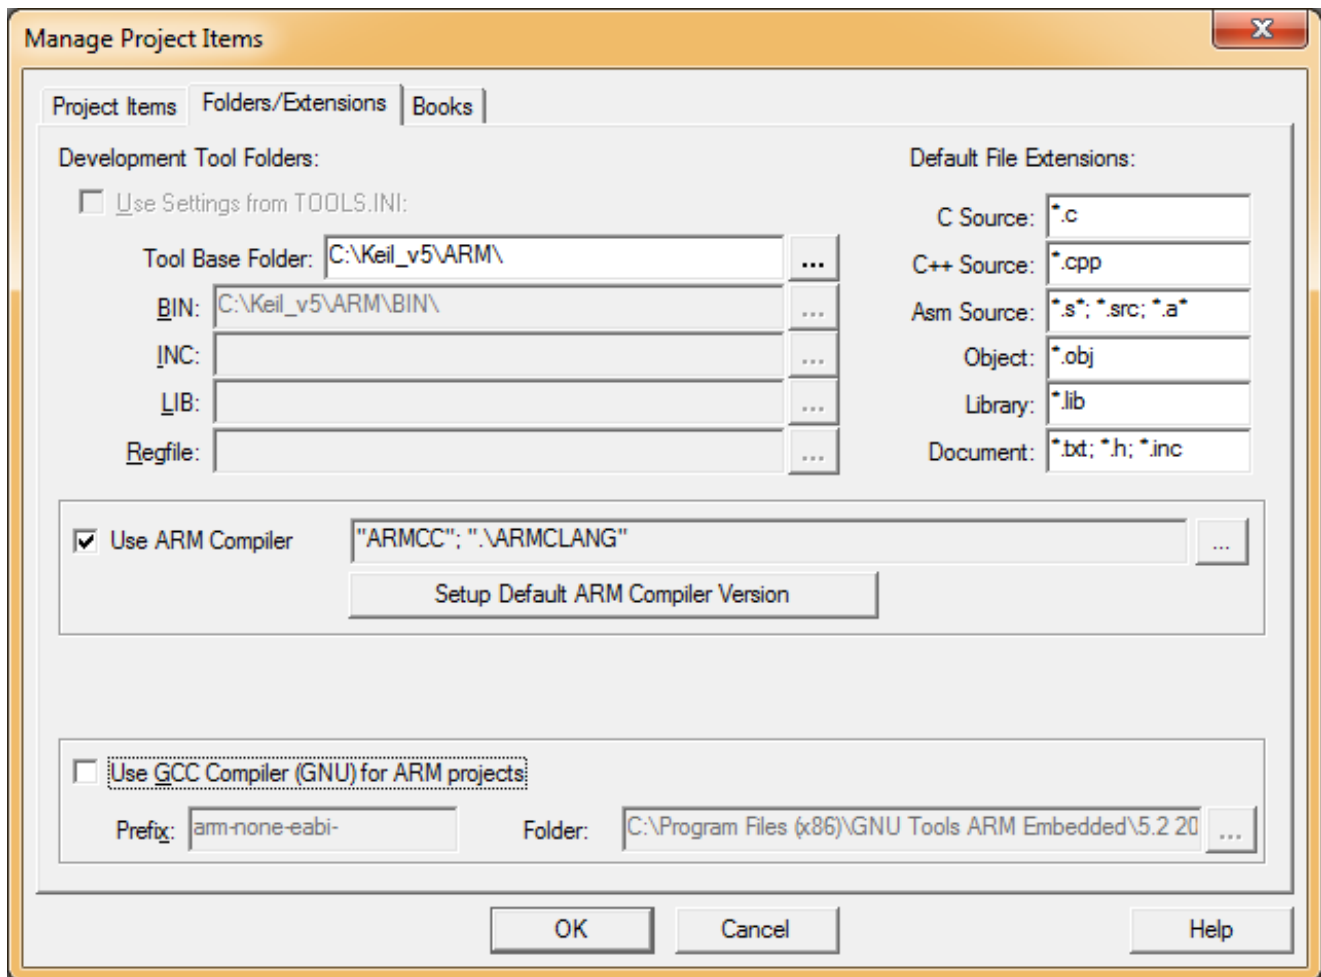 Manage Project Items
Project Items Folders/Extensions Books
Development Tool Folders:
Use Settings from TOOLS.INI:
Tool Base Folder: C:\Keil_v5\ARM\ ...
BIN: C:\Keil_v5\ARM\BIN\ ...
INC: ...
LIB: ...
Regfile: ...
Default File Extensions:
C Source: *.c
C++ Source: *.cpp
Asm Source: *.s*; *.src; *.a*
Object: *.obj
Library: *.lib
Document: *.txt; *.h; *.inc
Use ARM Compiler "ARMCC"; ".\ARMCLANG" ...
Setup Default ARM Compiler Version
Use GCC Compiler (GNU) for ARM projects
Prefix: arm-none-eabi- Folder: C:\Program Files (x86)\GNU Tools ARM Embedded\5.2 20 ...
OK Cancel Help